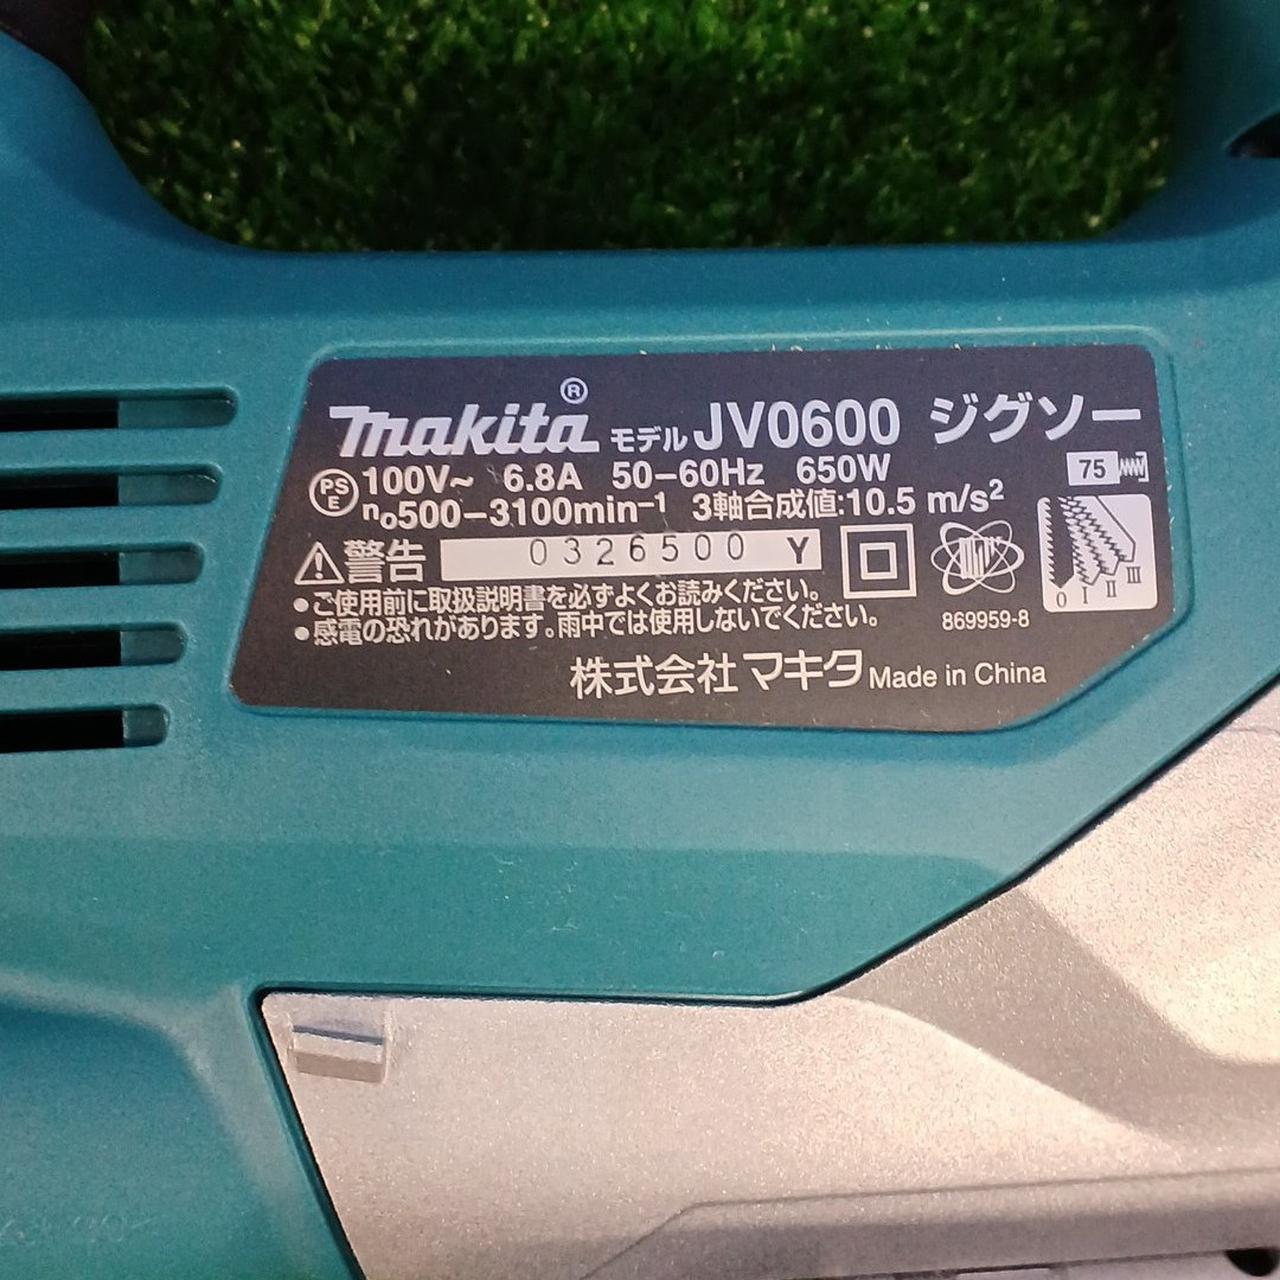 makita® モデル JV0600 ジグソー
PS E 100V～ 6.8A 50−60Hz 650W 75
n₀500−3100min⁻¹ 3軸合成値:10.5 m/s²
警告 0326500 Y
0 I II III
●ご使用前に取扱説明書を必ずよくお読みください。
●感電の恐れがあります。雨中では使用しないでください。
869959-8
株式会社マキタ Made in China